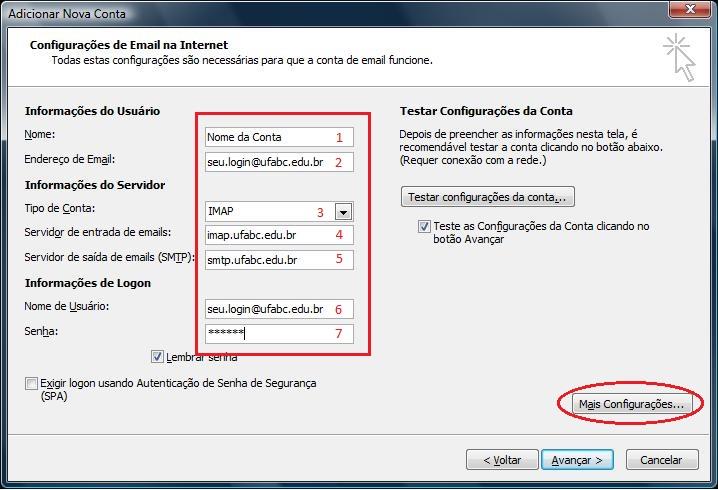 Adicionar Nova Conta
Configurações de Email na Internet
Todas estas configurações são necessárias para que a conta de email funcione.
Informações do Usuário
Nome:
Nome da Conta 1
Endereço de Email:
seu.login@ufabc.edu.br 2
Informações do Servidor
Tipo de Conta:
IMAP 3
Servidor de entrada de emails:
imap.ufabc.edu.br 4
Servidor de saída de emails (SMTP):
smtp.ufabc.edu.br 5
Informações de Logon
Nome de Usuário:
seu.login@ufabc.edu.br 6
Senha:
****** 7
Lembrar senha
Exigir logon usando Autenticação de Senha de Segurança
(SPA)
Testar Configurações da Conta
Depois de preencher as informações nesta tela, é
recomendável testar a conta clicando no botão abaixo.
(Requer conexão com a rede.)
Testar configurações da conta...
Teste as Configurações da Conta clicando no
botão Avançar
Mais Configurações...
< Voltar
Avançar >
Cancelar